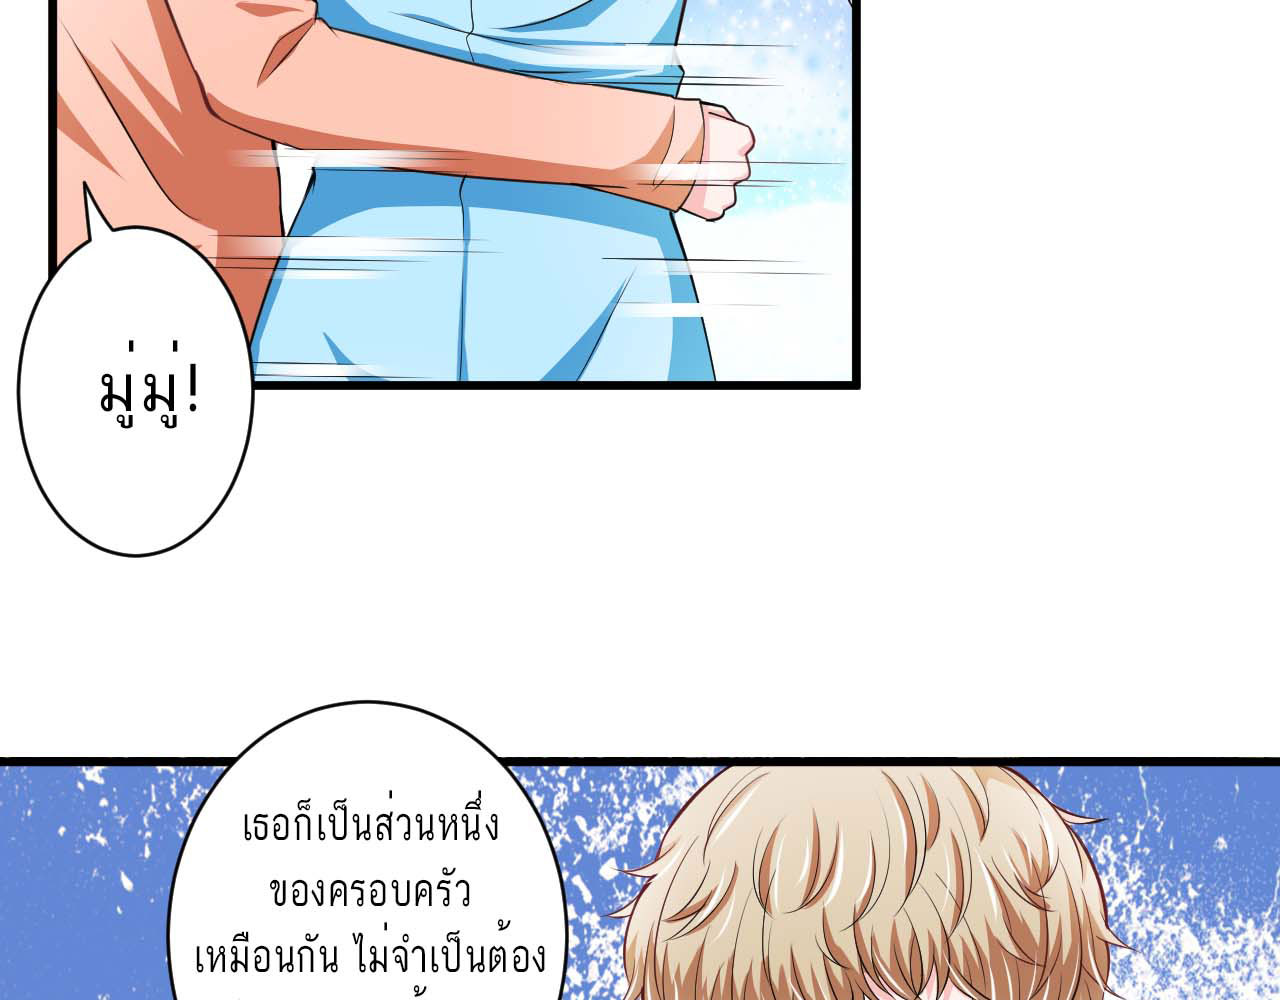 มู่มู่!
เธอก็เป็นส่วนหนึ่ง
ของครอบครัว
เหมือนกัน ไม่จำเป็นต้อง